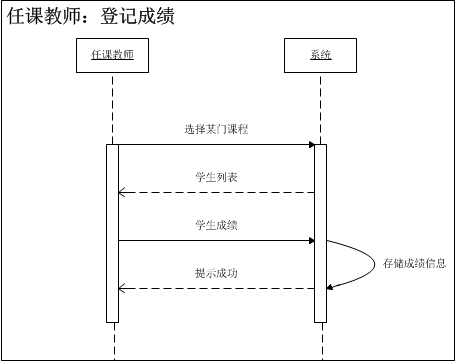 任课教师：登记成绩
任课教师
系统
选择某门课程
学生列表
学生成绩
存储成绩信息
提示成功